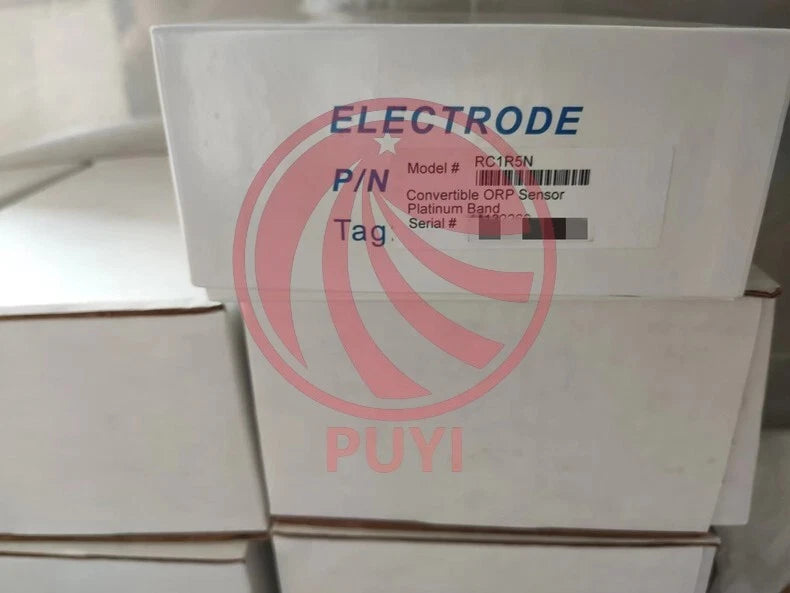 ELECTRODE
P/N
Model # RC1R5N
Convertible ORP Sensor
Platinum Band
Tag:
Serial #
PUYI